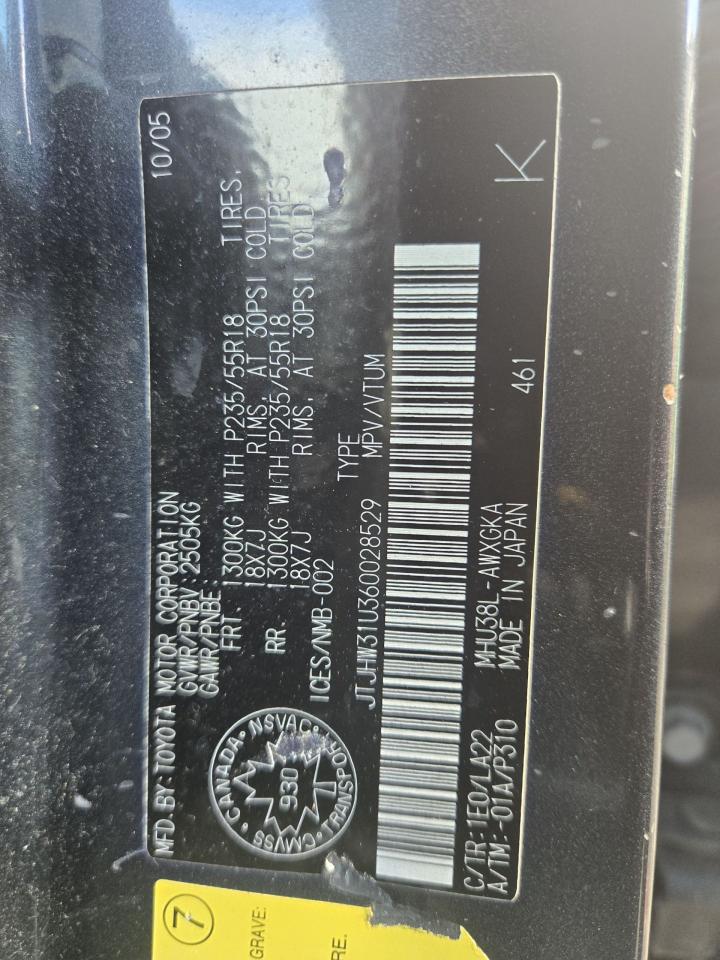 MFD.BY: TOYOTA MOTOR CORPORATION 10/05
GVWR/PNBV: 2505KG
GAWR/PNBE:
FRT. 1300KG WITH P235/55R18 TIRES,
18X7J RIMS, AT 30PSI COLD
RR. 1300KG WITH P235/55R18 TIRES
18X7J RIMS, AT 30PSI COLD
ICES/NMB-002
CANADA·NSVAC·TRANSPORT·CMVSS·
930
TYPE
JTJHW31U360028529 MPV/VTUM
C/TR: 1E0/LA22 MHU38L-AWXGKA 461 K
A/TM: -01A/P310 MADE IN JAPAN
7
GRAVE:
RE.